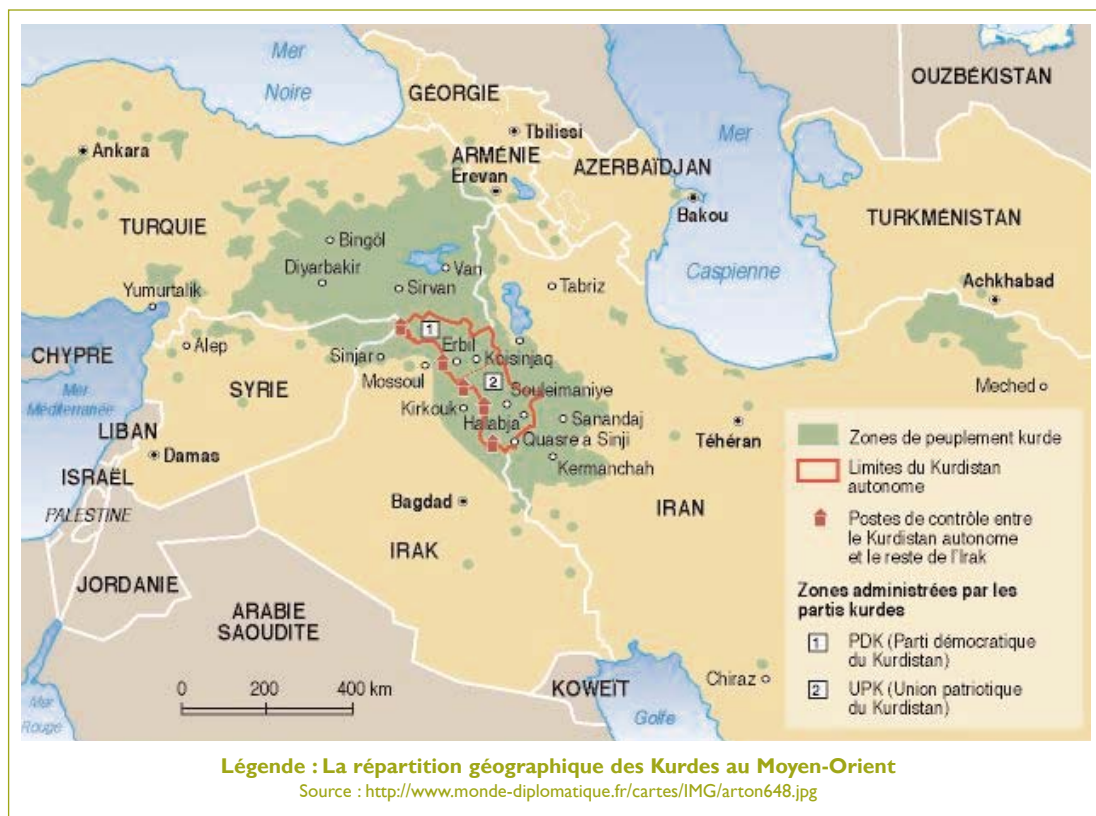 Mer
Noire
GÉORGIE
OUZBÉKISTAN
Ankara
Tbilissi
ARMÉNIE
Erevan
AZERBAÏDJAN
Mer
Bakou
TURKMÉNISTAN
TURQUIE
Bingöl
Diyarbakir
Van
Sirvan
Tabriz
Caspienne
Achkhabad
Yumurtalik
1
CHYPRE
Alep
Sinjar
Erbil
Koisinjaq
Mossoul
2
Souleimaniye
Meched
Mer
Méditerranée
SYRIE
Kirkouk
Halabja
Sanandaj
LIBAN
Damas
Quasre a Sinji
Téhéran
Kermanchah
ISRAËL
PALESTINE
Bagdad
IRAN
IRAK
JORDANIE
ARABIE
SAOUDITE
KOWEÏT
Chiraz
Golfe
Mer
Rouge
0 200 400 km
Zones de peuplement kurde
Limites du Kurdistan
autonome
Postes de contrôle entre
le Kurdistan autonome
et le reste de l'Irak
Zones administrées par les
partis kurdes
1 PDK (Parti démocratique
du Kurdistan)
2 UPK (Union patriotique
du Kurdistan)
Légende : La répartition géographique des Kurdes au Moyen-Orient
Source : http://www.monde-diplomatique.fr/cartes/IMG/arton648.jpg